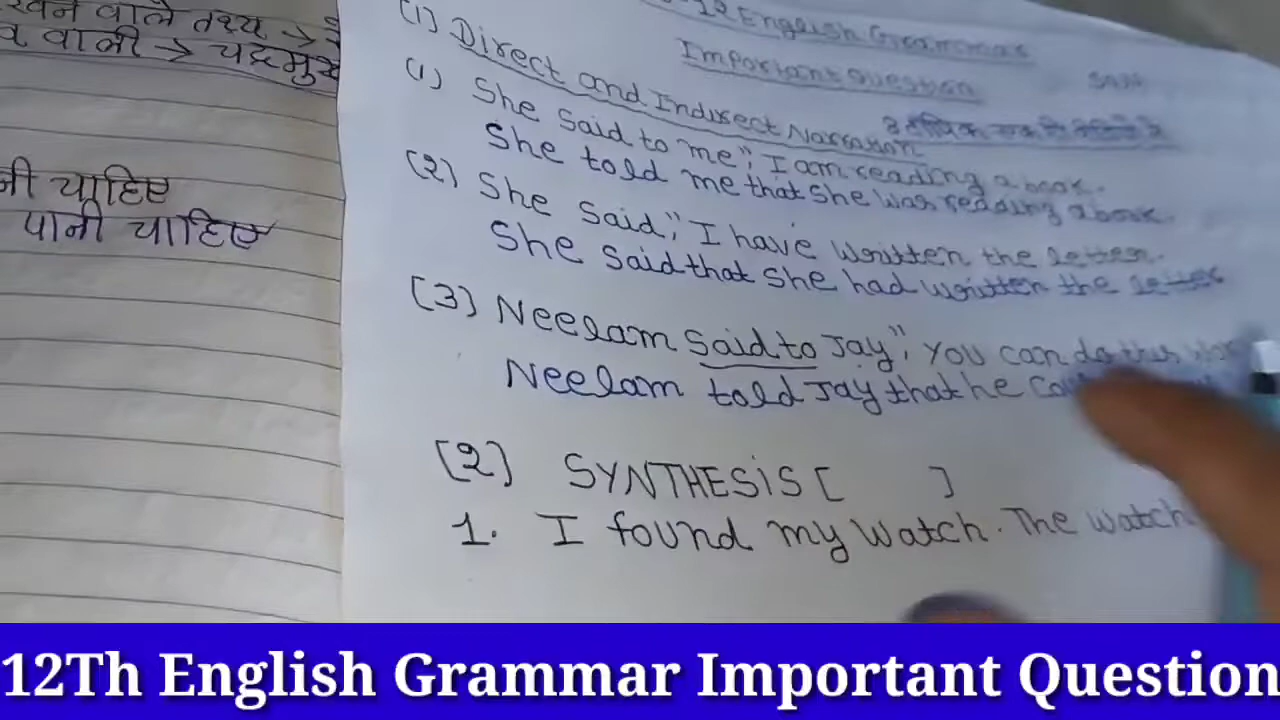 रखने वाले तथ्य →
व वाली → चद्रमुखी
नी चाहिए
पानी चाहिए
12 English Grammar
Important Question
(1) Direct and Indirect Narration
(1) She Said to me", I am reading a book.
She told me that She was reading a book.
(2) She Said," I have written the letter.
She Said that She had written the letter
(3) Neelam Said to Jay", You can do this
Neelam told Jay that he
(2) SYNTHESiS [ ]
1. I found my watch. The watch
12Th English Grammar Important Question